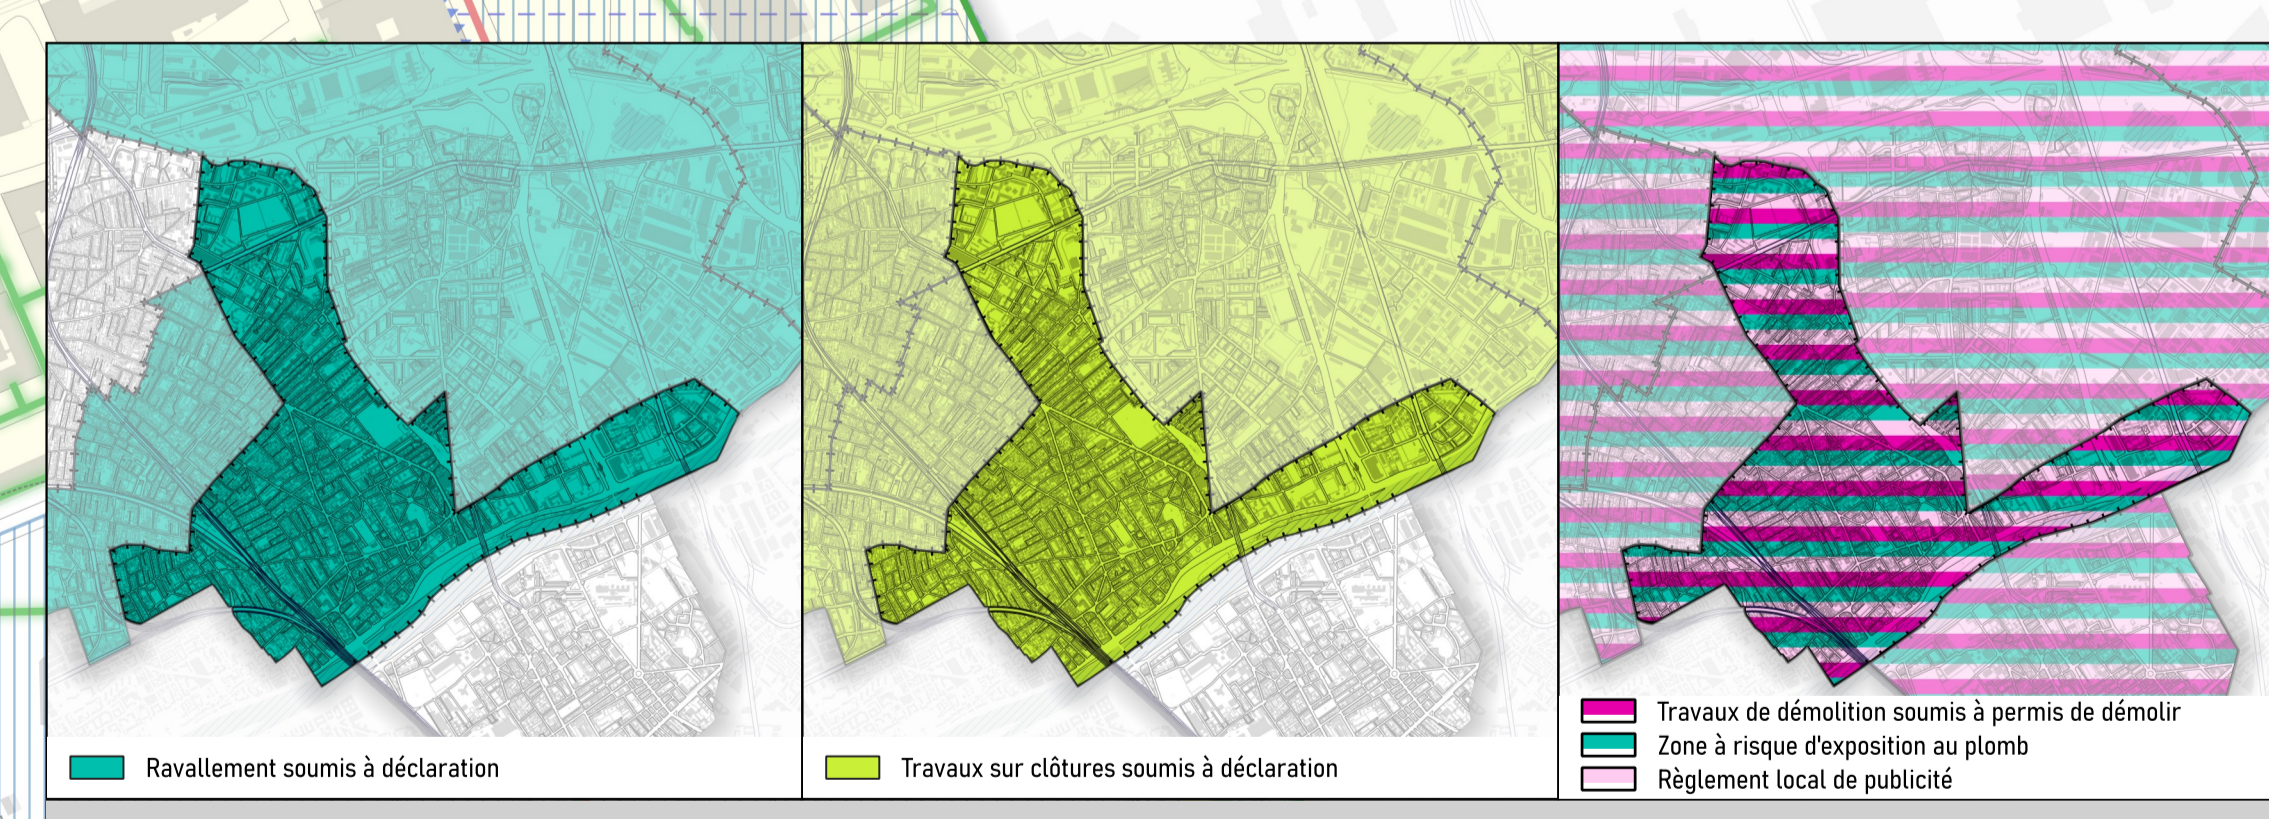 Ravallement soumis à déclaration
Travaux sur clôtures soumis à déclaration
Travaux de démolition soumis à permis de démolir
Zone à risque d'exposition au plomb
Règlement local de publicité